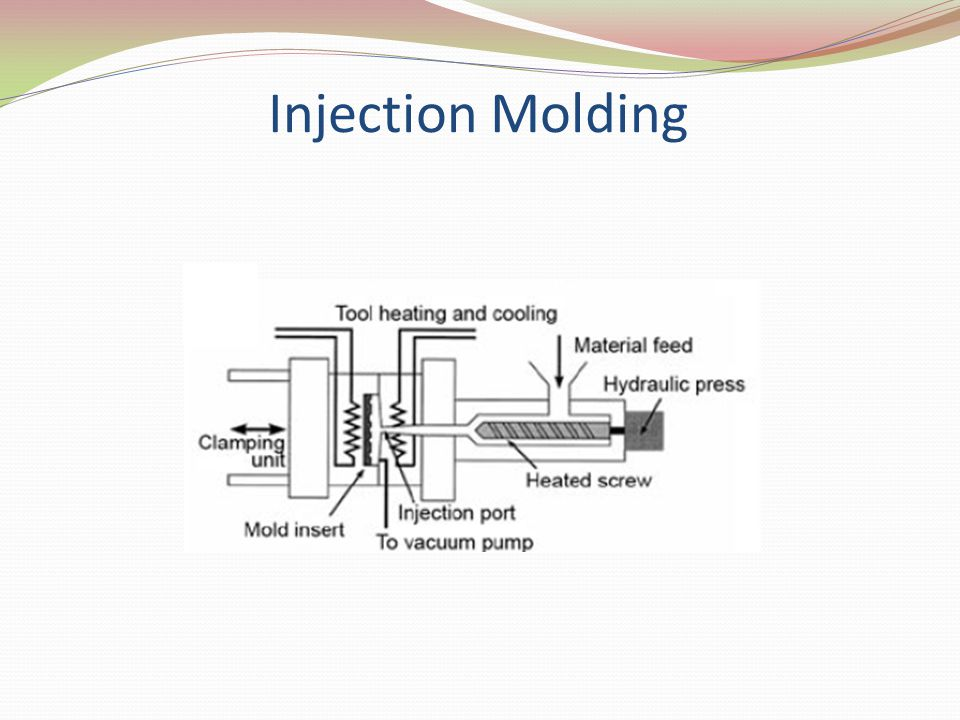 Injection Molding
Tool heating and cooling
Material feed
Hydraulic press
Clamping
unit
Heated screw
Injection port
Mold insert
To vacuum pump